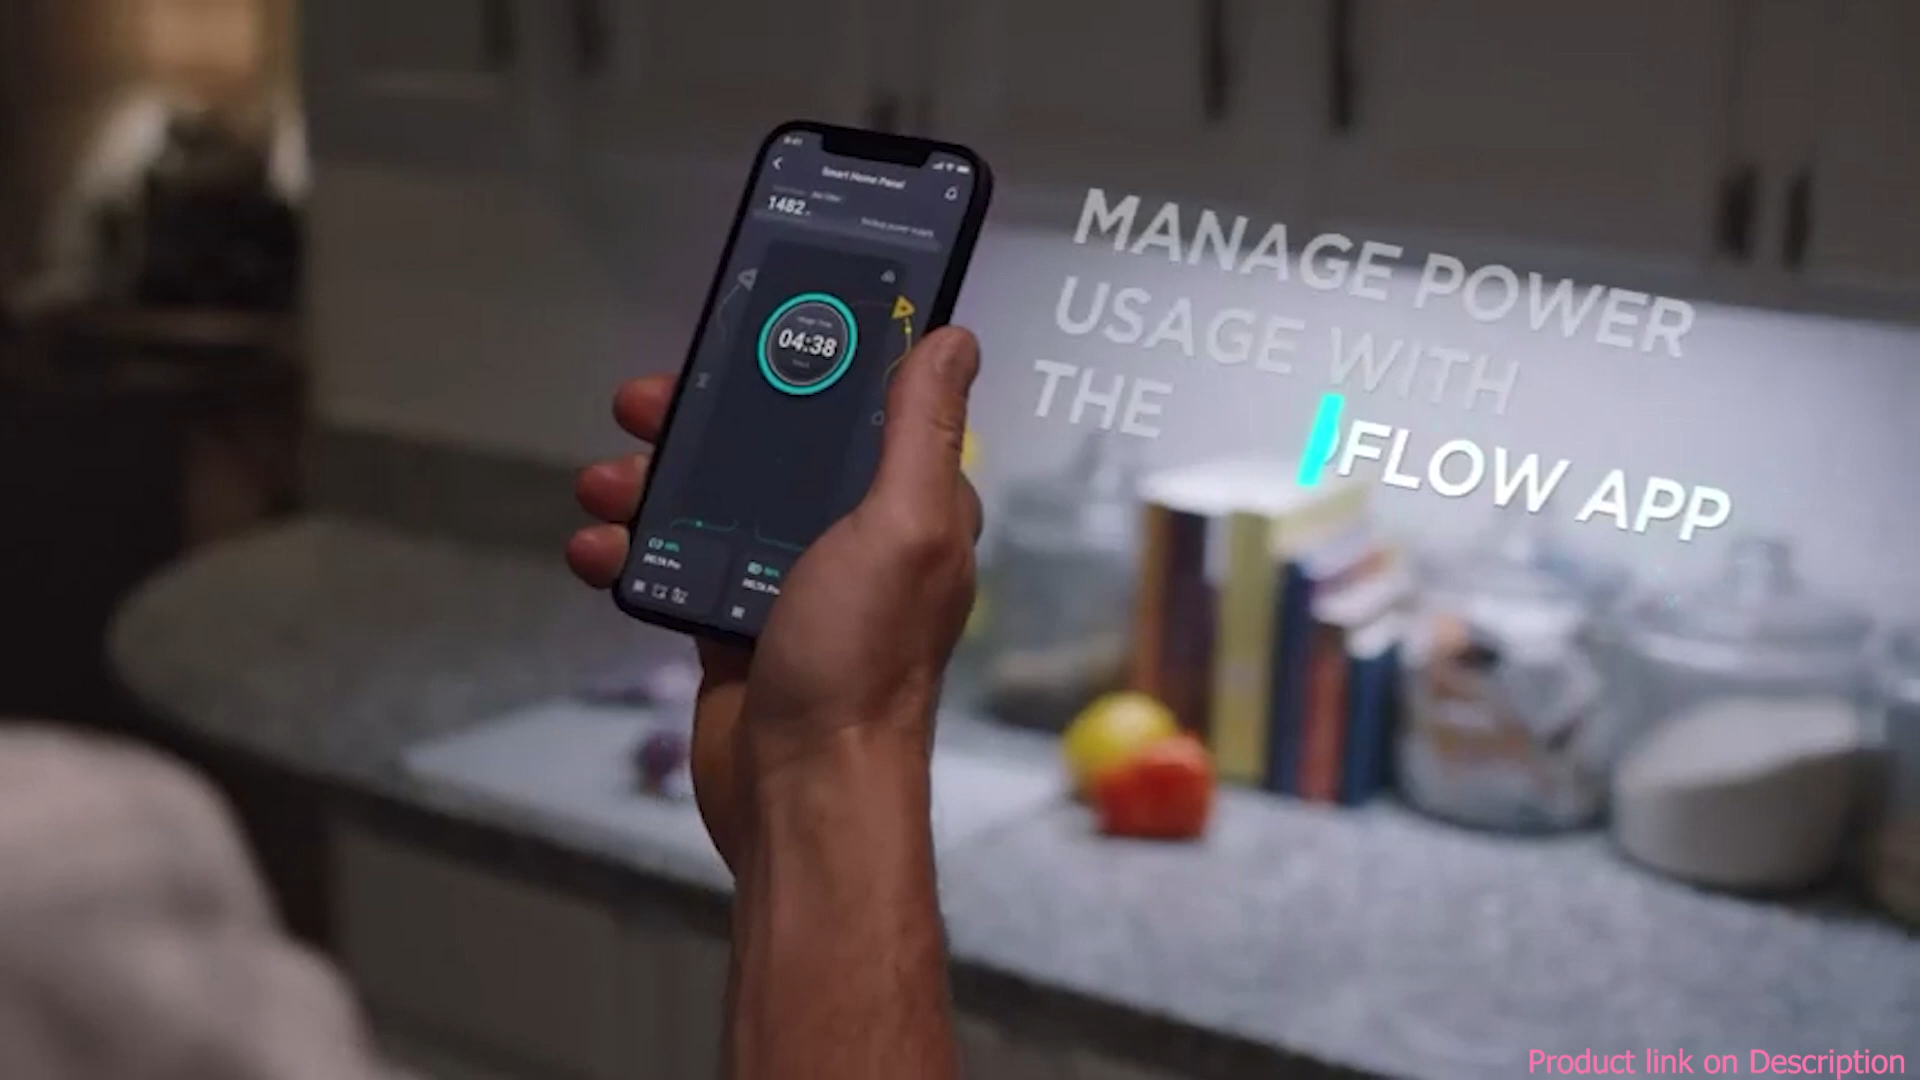 Smart Home Panel
1482
04:38
MANAGE POWER
USAGE WITH
THE FLOW APP
Product link on Description